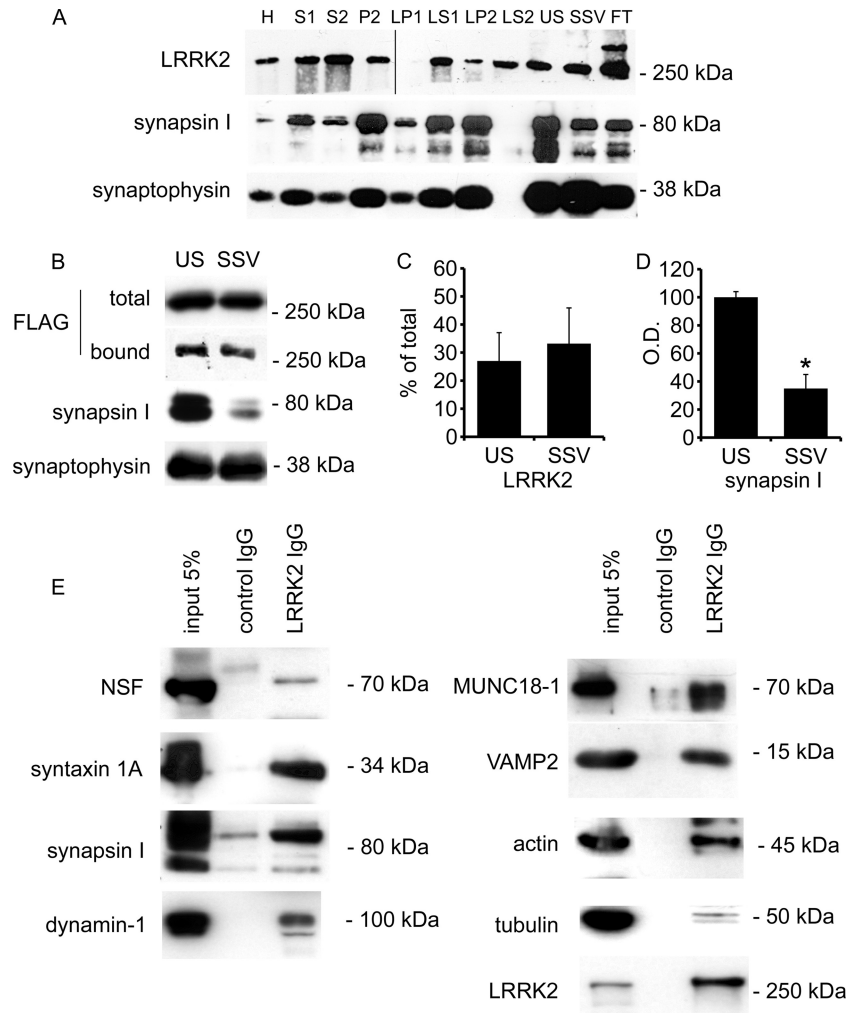 A
H S1 S2 P2 LP1 LS1 LP2 LS2 US SSV FT
LRRK2
- 250 kDa
synapsin I
- 80 kDa
synaptophysin
- 38 kDa
B
US SSV
FLAG
total
- 250 kDa
bound
- 250 kDa
synapsin I
- 80 kDa
synaptophysin
- 38 kDa
C
% of total
60
50
40
30
20
10
0
US SSV
LRRK2
D
O.D.
120
100
80
60
40
20
0
*
US SSV
synapsin I
E
input 5%
control IgG
LRRK2 IgG
NSF
- 70 kDa
syntaxin 1A
- 34 kDa
synapsin I
- 80 kDa
dynamin-1
- 100 kDa
input 5%
control IgG
LRRK2 IgG
MUNC18-1
- 70 kDa
VAMP2
- 15 kDa
actin
- 45 kDa
tubulin
- 50 kDa
LRRK2
- 250 kDa